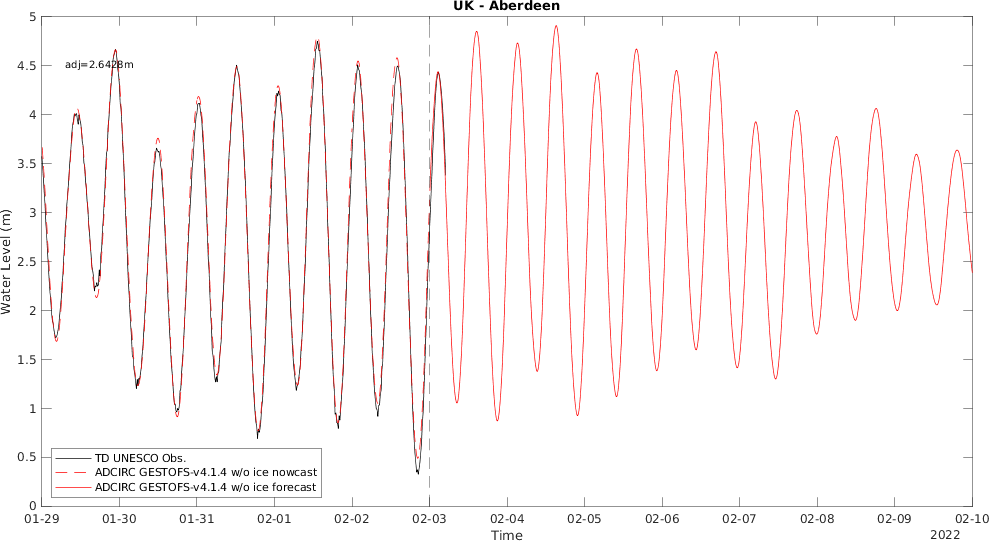 UK - Aberdeen
5
4.5
4
3.5
3
2.5
2
1.5
1
0.5
0
Water Level (m)
adj=2.6428m
TD UNESCO Obs.
ADCIRC GESTOFS-v4.1.4 w/o ice nowcast
ADCIRC GESTOFS-v4.1.4 w/o ice forecast
01-29 01-30 01-31 02-01 02-02 02-03 02-04 02-05 02-06 02-07 02-08 02-09 02-10
Time
2022